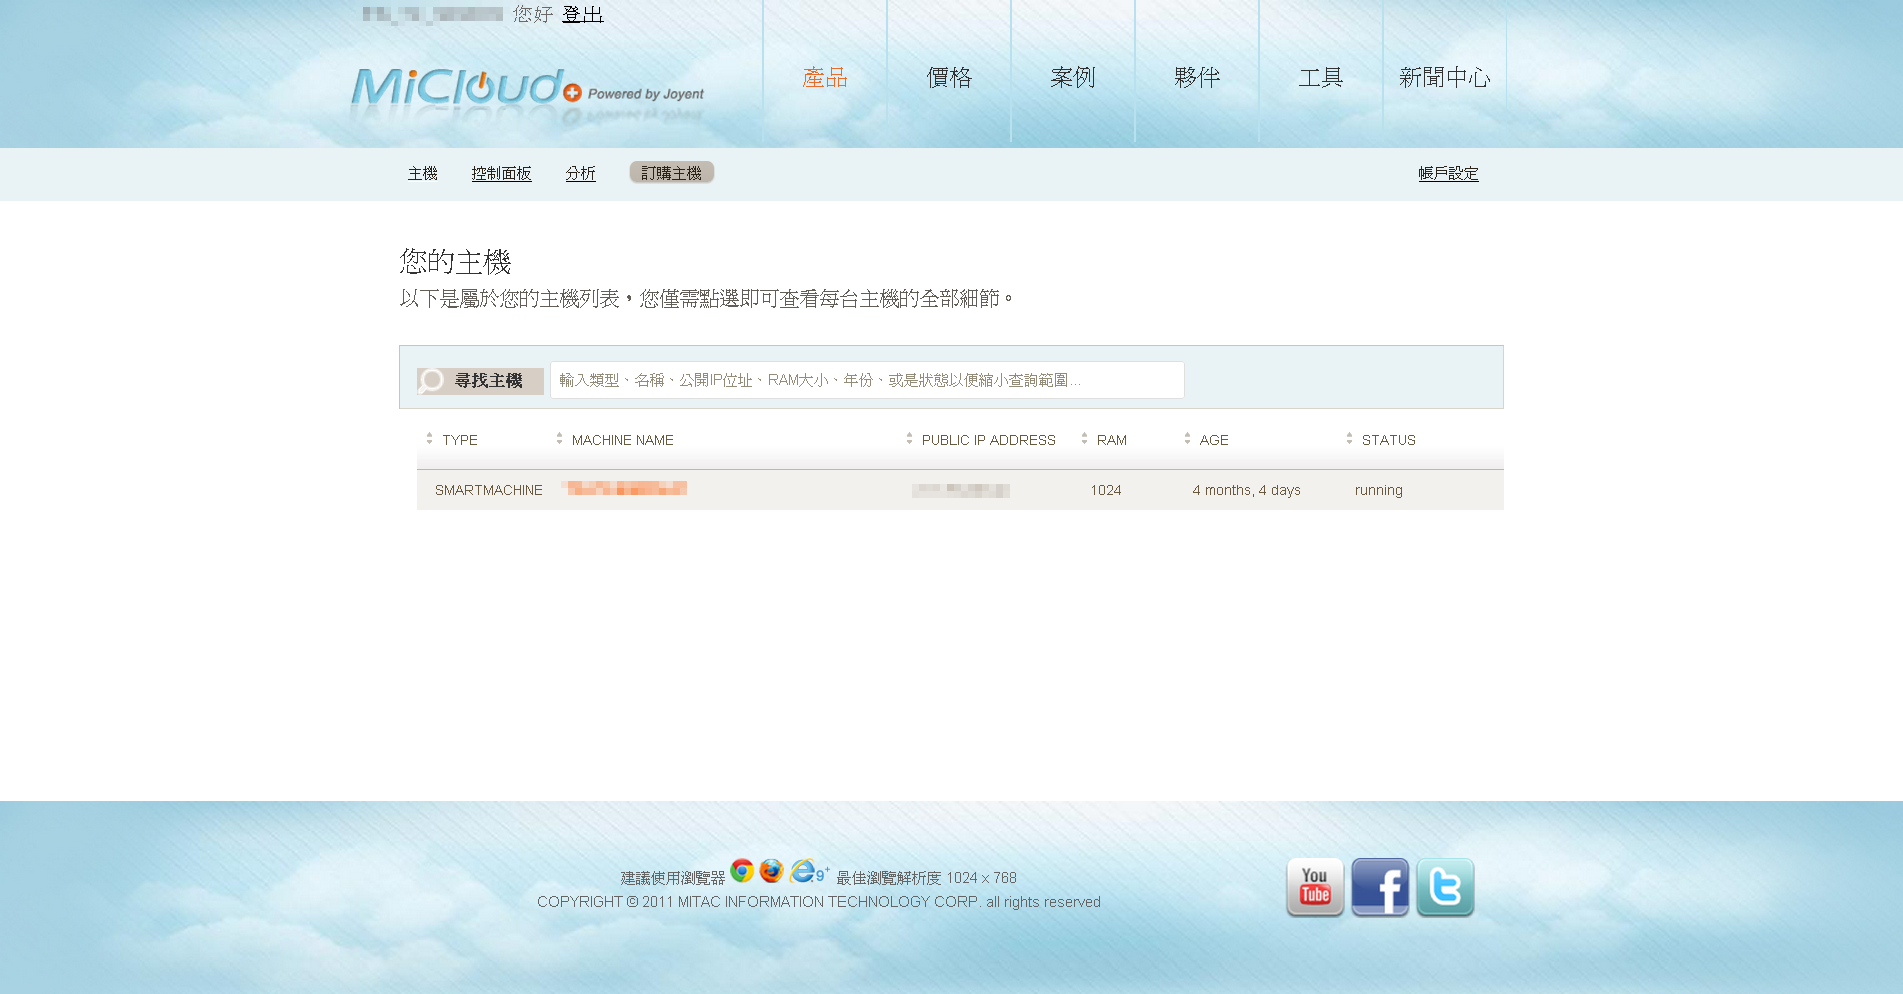 您好 登出
MiCloud Powered by Joyent
產品 價格 案例 夥伴 工具 新聞中心
主機 控制面板 分析 訂購主機 帳戶設定
您的主機
以下是屬於您的主機列表，您僅需點選即可查看每台主機的全部細節。
尋找主機 輸入類型、名稱、公開IP位址、RAM大小、年份、或是狀態以便縮小查詢範圍...
TYPE MACHINE NAME PUBLIC IP ADDRESS RAM AGE STATUS
SMARTMACHINE 1024 4 months, 4 days running
建議使用瀏覽器 9+ 最佳瀏覽解析度 1024 x 768
COPYRIGHT © 2011 MITAC INFORMATION TECHNOLOGY CORP. all rights reserved
You Tube